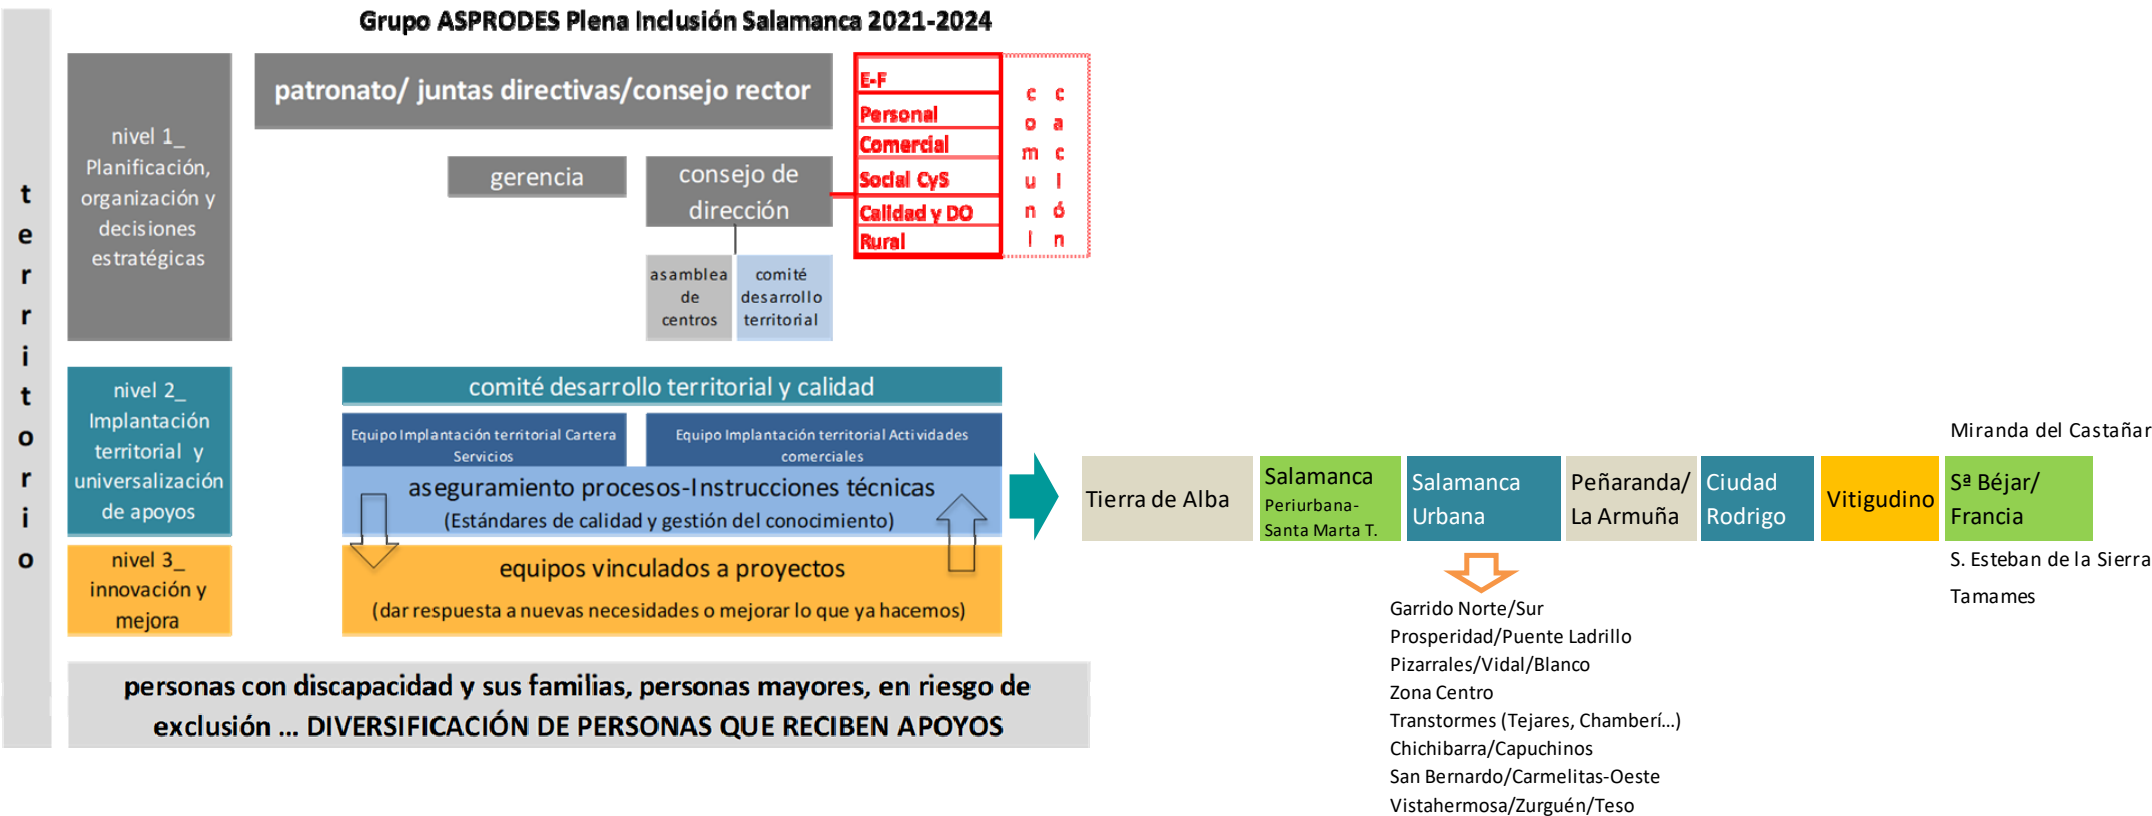 Grupo ASPRODES Plena Inclusión Salamanca 2021-2024
territorio
nivel 1_
Planificación,
organización y
decisiones
estratégicas
patronato/ juntas directivas/consejo rector
gerencia
consejo de
dirección
asamblea
de
centros
comité
desarrollo
territorial
E-F
Personal
Comercial
Social CyS
Calidad y DO
Rural
comuni
cación
nivel 2_
Implantación
territorial y
universalización
de apoyos
comité desarrollo territorial y calidad
Equipo Implantación territorial Cartera
Servicios
Equipo Implantación territorial Actividades
comerciales
aseguramiento procesos-Instrucciones técnicas
(Estándares de calidad y gestión del conocimiento)
nivel 3_
innovación y
mejora
equipos vinculados a proyectos
(dar respuesta a nuevas necesidades o mejorar lo que ya hacemos)
personas con discapacidad y sus familias, personas mayores, en riesgo de
exclusión ... DIVERSIFICACIÓN DE PERSONAS QUE RECIBEN APOYOS
Tierra de Alba
Salamanca
Periurbana-
Santa Marta T.
Salamanca
Urbana
Peñaranda/
La Armuña
Ciudad
Rodrigo
Vitigudino
Miranda del Castañar
Sª Béjar/
Francia
S. Esteban de la Sierra
Tamames
Garrido Norte/Sur
Prosperidad/Puente Ladrillo
Pizarrales/Vidal/Blanco
Zona Centro
Transtormes (Tejares, Chamberí...)
Chichibarra/Capuchinos
San Bernardo/Carmelitas-Oeste
Vistahermosa/Zurguén/Teso